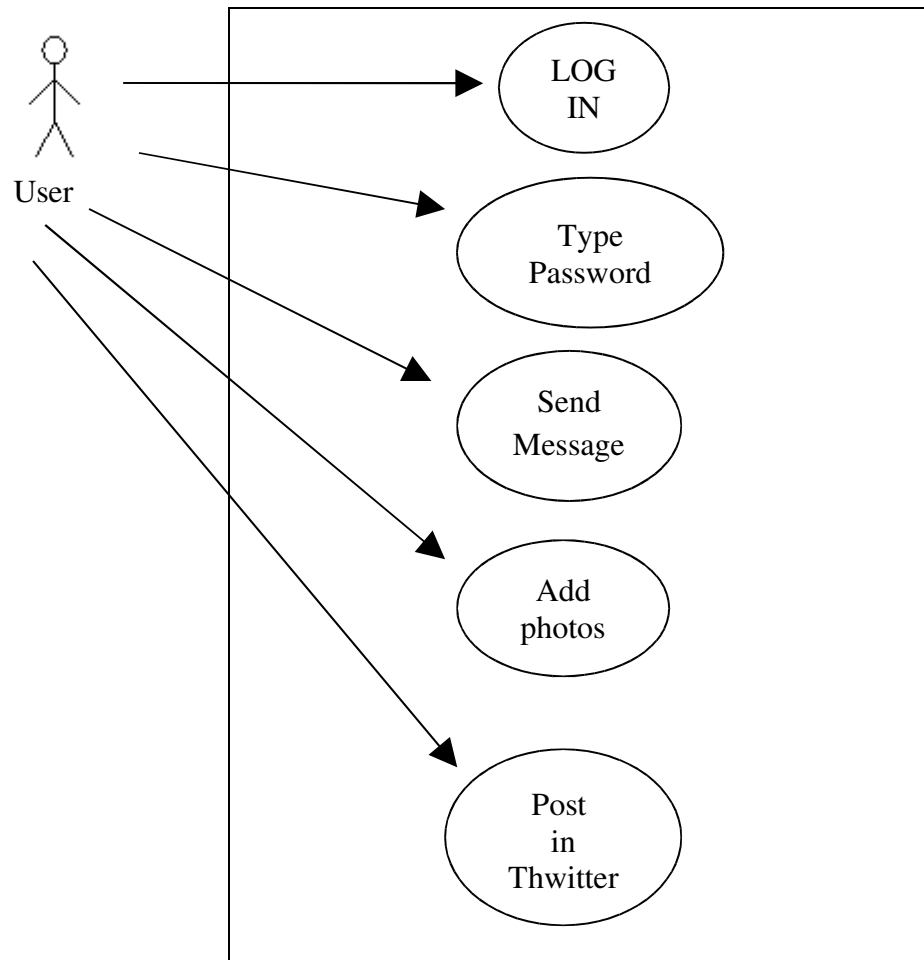 LOG
IN
User
Type
Password
Send
Message
Add
photos
Post
in
Thwitter